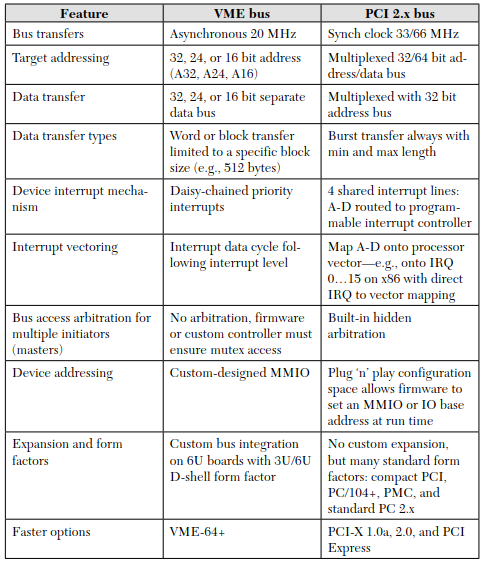 Feature VME bus PCI 2.x bus
Bus transfers Asynchronous 20 MHz Synch clock 33/66 MHz
Target addressing 32, 24, or 16 bit address Multiplexed 32/64 bit ad-
(A32, A24, A16) dress/data bus
Data transfer 32, 24, or 16 bit separate Multiplexed with 32 bit
data bus address bus
Data transfer types Word or block transfer Burst transfer always with
limited to a specific block min and max length
size (e.g., 512 bytes)
Device interrupt mecha- Daisy-chained priority 4 shared interrupt lines:
nism interrupts A-D routed to program-
mable interrupt controller
Interrupt vectoring Interrupt data cycle fol- Map A-D onto processor
lowing interrupt level vector—e.g., onto IRQ
0…15 on x86 with direct
IRQ to vector mapping
Bus access arbitration for No arbitration, firmware Built-in hidden
multiple initiators or custom controller must arbitration
(masters) ensure mutex access
Device addressing Custom-designed MMIO Plug ‘n’ play configuration
space allows firmware to
set an MMIO or IO base
address at run time
Expansion and form Custom bus integration No custom expansion,
factors on 6U boards with 3U/6U but many standard form
D-shell form factor factors: compact PCI,
PC/104+, PMC, and
standard PC 2.x
Faster options VME-64+ PCI-X 1.0a, 2.0, and PCI
Express